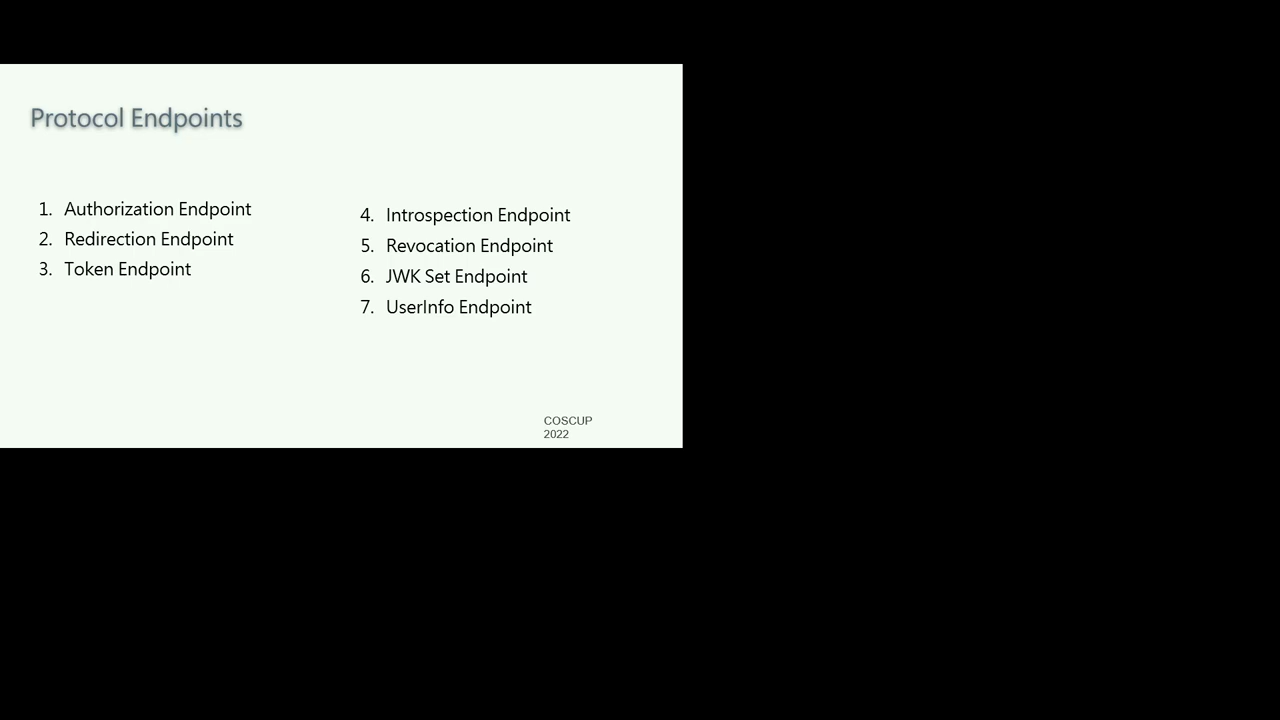 Protocol Endpoints
1. Authorization Endpoint
2. Redirection Endpoint
3. Token Endpoint
4. Introspection Endpoint
5. Revocation Endpoint
6. JWK Set Endpoint
7. UserInfo Endpoint
COSCUP
2022